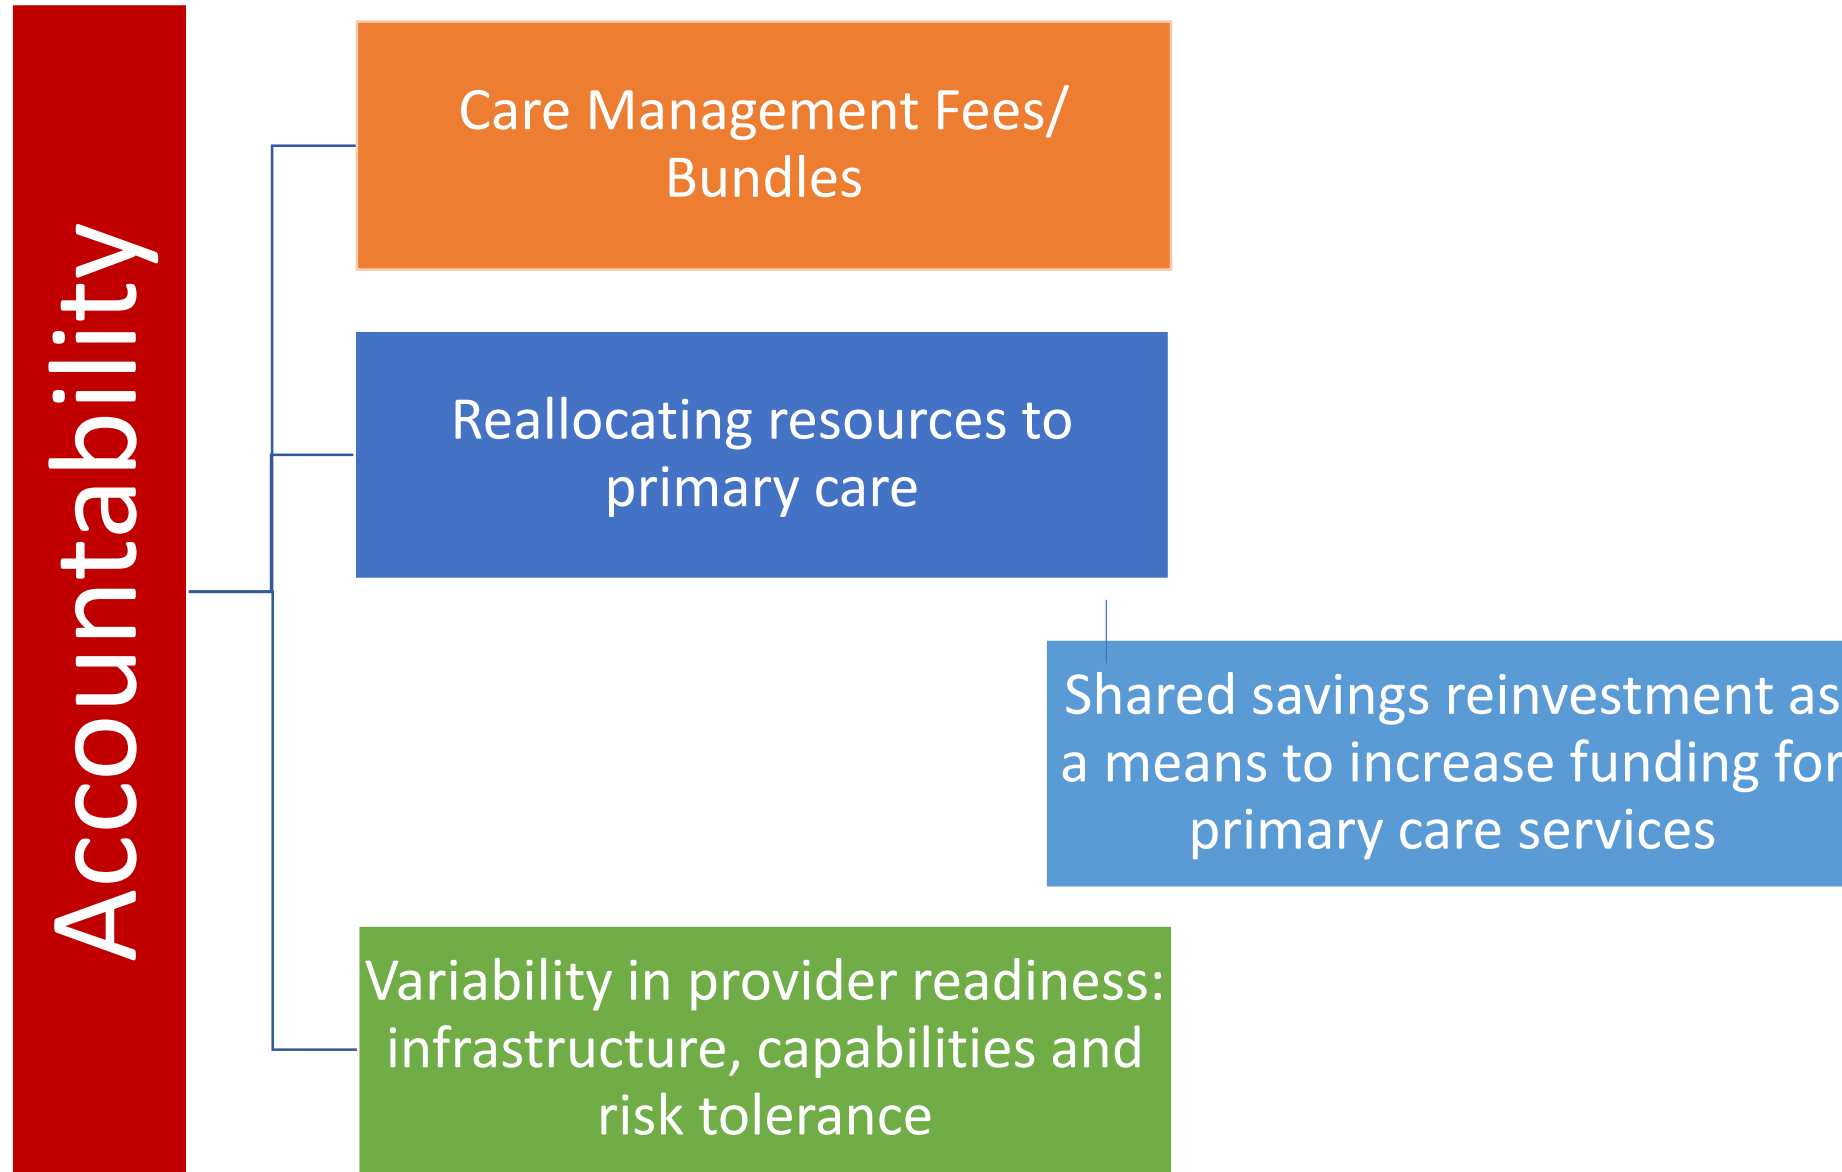 Accountability
Care Management Fees/
Bundles
Reallocating resources to
primary care
Shared savings reinvestment as
a means to increase funding for
primary care services
Variability in provider readiness:
infrastructure, capabilities and
risk tolerance